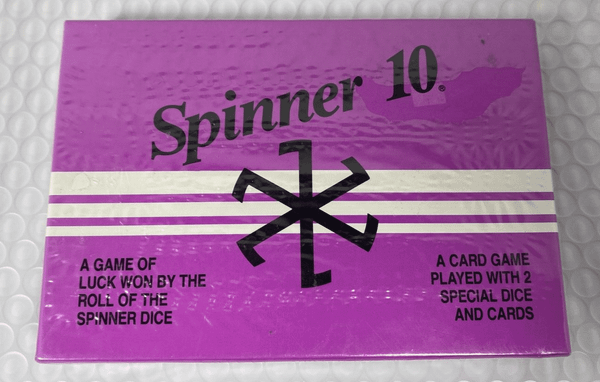 Spinner 10®
A GAME OF
LUCK WON BY THE
ROLL OF THE
SPINNER DICE
A CARD GAME
PLAYED WITH 2
SPECIAL DICE
AND CARDS